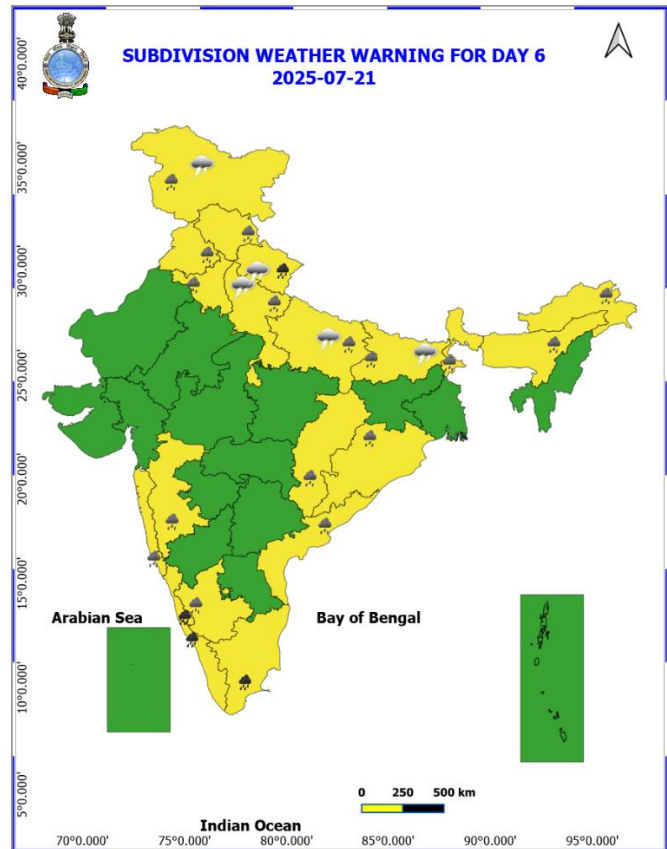 SUBDIVISION WEATHER WARNING FOR DAY 6
2025-07-21
40°0.000'
35°0.000'
30°0.000'
25°0.000'
20°0.000'
15°0.000'
10°0.000'
5°0.000'
Arabian Sea
Bay of Bengal
0 250 500 km
Indian Ocean
70°0.000' 75°0.000' 80°0.000' 85°0.000' 90°0.000' 95°0.000'